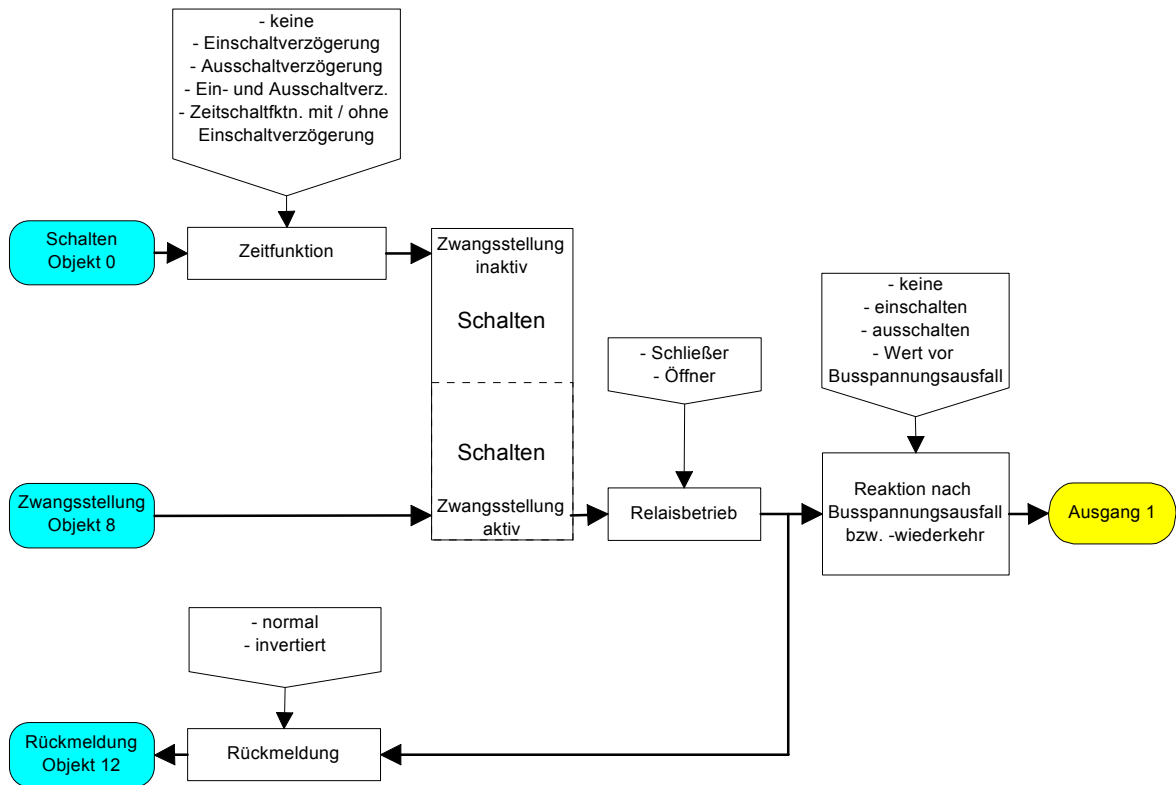 - keine
- Einschaltverzögerung
- Ausschaltverzögerung
- Ein- und Ausschaltverz.
- Zeitschaltfktn. mit / ohne
Einschaltverzögerung
Schalten
Objekt 0
Zeitfunktion
Zwangsstellung
inaktiv
Schalten
- keine
- einschalten
- ausschalten
- Wert vor
Busspannungsausfall
- Schließer
- Öffner
Schalten
Zwangsstellung
aktiv
Zwangsstellung
Objekt 8
Relaisbetrieb
Reaktion nach
Busspannungsausfall
bzw. -wiederkehr
Ausgang 1
- normal
- invertiert
Rückmeldung
Objekt 12
Rückmeldung